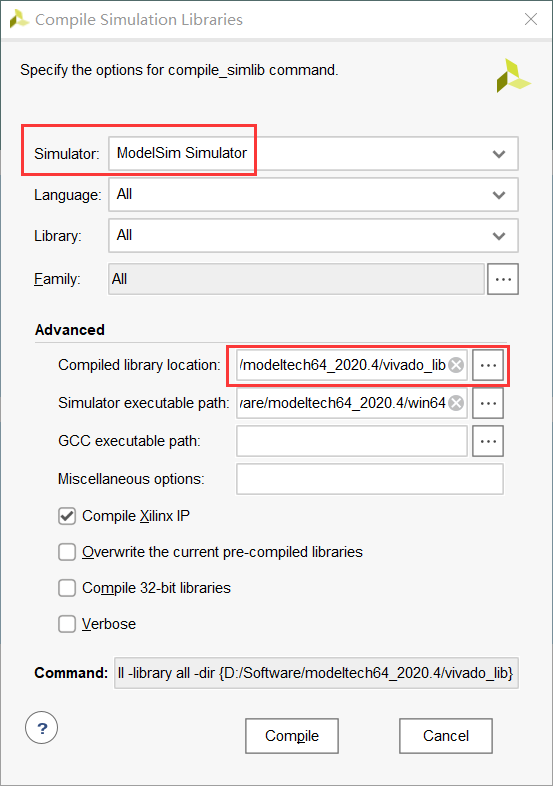 Compile Simulation Libraries
Specify the options for compile_simlib command.
Simulator: ModelSim Simulator
Language: All
Library: All
Family: All
Advanced
Compiled library location: /modeltech64_2020.4/vivado_lib
Simulator executable path: ware/modeltech64_2020.4/win64
GCC executable path:
Miscellaneous options:
Compile Xilinx IP
Overwrite the current pre-compiled libraries
Compile 32-bit libraries
Verbose
Command: ll -library all -dir {D:/Software/modeltech64_2020.4/vivado_lib}
? Compile Cancel